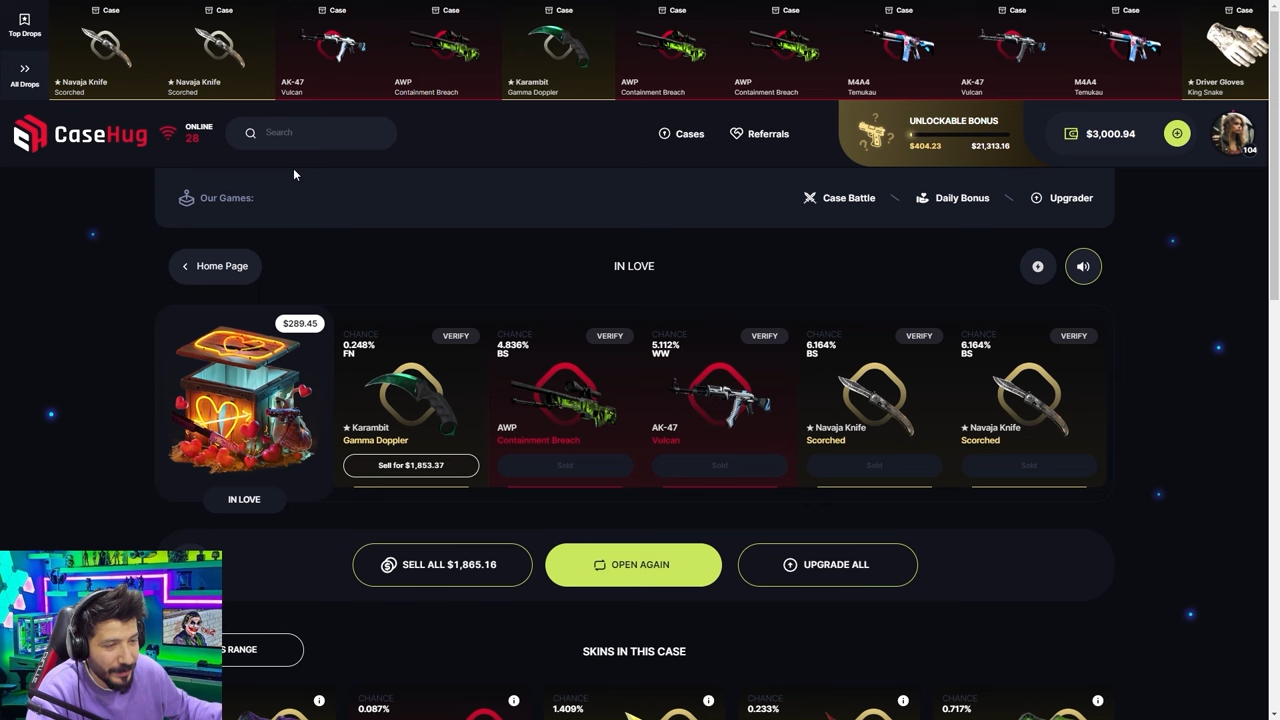 Top Drops
All Drops
Case
★ Navaja Knife
Scorched
Case
★ Navaja Knife
Scorched
Case
AK-47
Vulcan
Case
AWP
Containment Breach
Case
★ Karambit
Gamma Doppler
Case
AWP
Containment Breach
Case
AWP
Containment Breach
Case
M4A4
Temukau
Case
AK-47
Vulcan
Case
M4A4
Temukau
Case
★ Driver Gloves
King Snake
CaseHug
ONLINE
28
Search
Cases
Referrals
UNLOCKABLE BONUS
$404.23
$21,313.16
$3,000.94
104
Our Games:
Case Battle
Daily Bonus
Upgrader
Home Page
IN LOVE
$289.45
IN LOVE
CHANCE
0.248%
FN
VERIFY
★ Karambit
Gamma Doppler
Sell for $1,853.37
CHANCE
4.836%
BS
VERIFY
AWP
Containment Breach
Sold
CHANCE
5.112%
WW
VERIFY
AK-47
Vulcan
Sold
CHANCE
6.164%
BS
VERIFY
★ Navaja Knife
Scorched
Sold
CHANCE
6.164%
BS
VERIFY
★ Navaja Knife
Scorched
Sold
SELL ALL $1,865.16
OPEN AGAIN
UPGRADE ALL
RANGE
SKINS IN THIS CASE
CHANCE
0.087%
CHANCE
1.409%
CHANCE
0.233%
CHANCE
0.717%